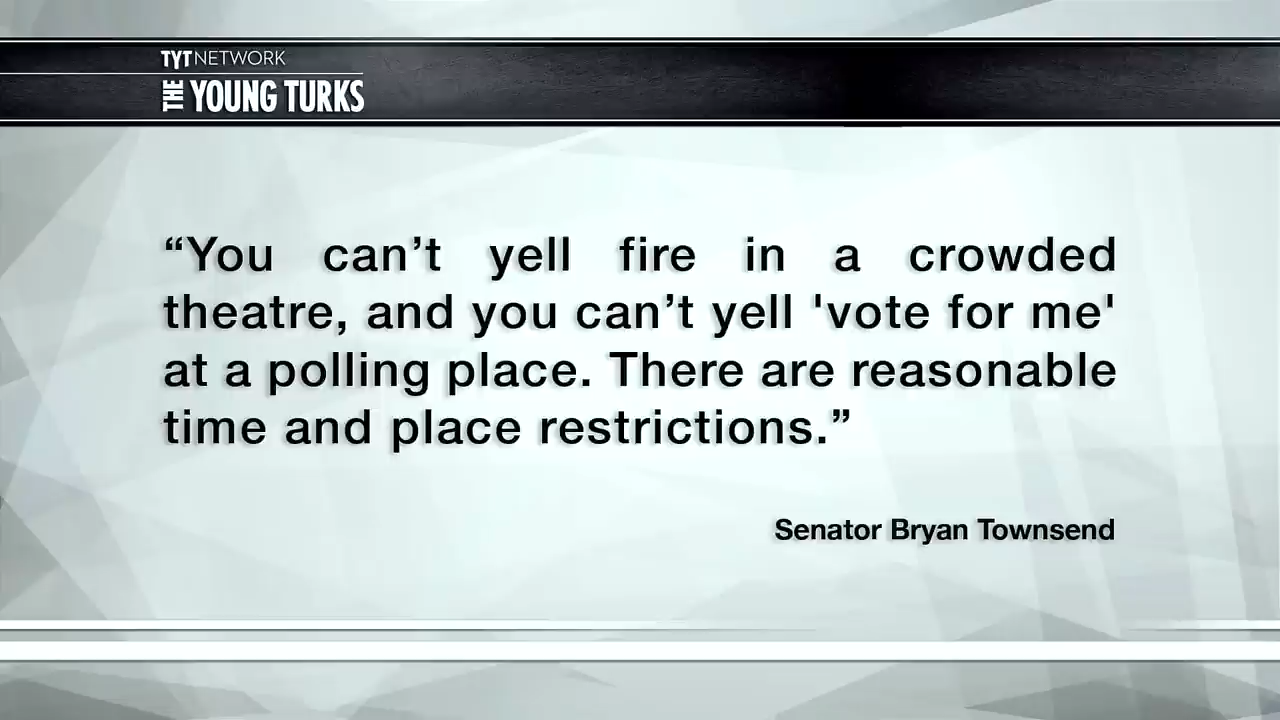 TYTNETWORK
THE YOUNG TURKS
“You can’t yell fire in a crowded
theatre, and you can’t yell 'vote for me'
at a polling place. There are reasonable
time and place restrictions.”
Senator Bryan Townsend